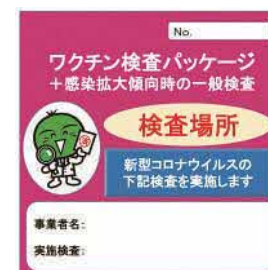 No.
ワクチン検査パッケージ
+感染拡大傾向時の一般検査
検査場所
新型コロナウイルスの
下記検査を実施します
事業者名:
実施検査: